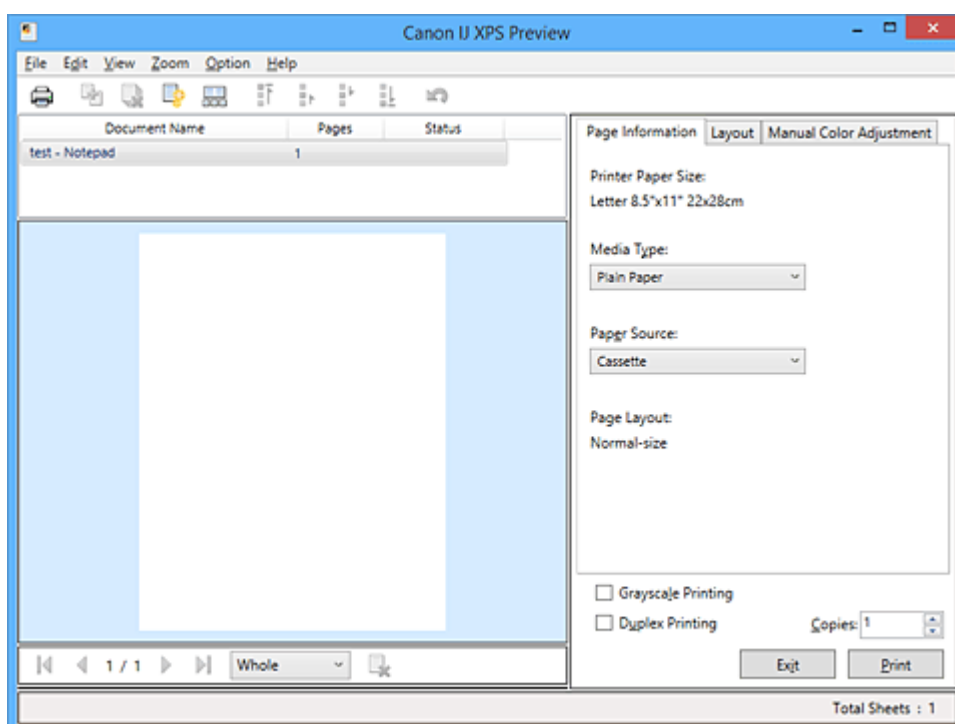 Canon IJ XPS Preview
File Edit View Zoom Option Help
Document Name Pages Status
test - Notepad 1
Page Information Layout Manual Color Adjustment
Printer Paper Size:
Letter 8.5"x11" 22x28cm
Media Type:
Plain Paper
Paper Source:
Cassette
Page Layout:
Normal-size
Grayscale Printing
Duplex Printing
Copies: 1
1 / 1 Whole
Exit Print
Total Sheets : 1